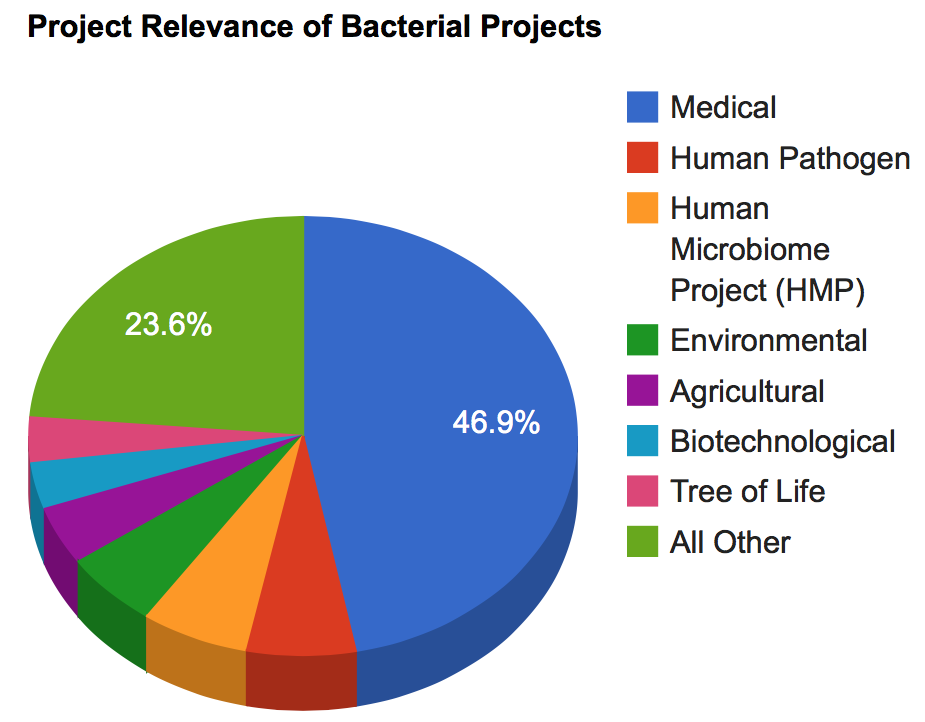 Project Relevance of Bacterial Projects
Medical
Human Pathogen
Human
Microbiome
Project (HMP)
Environmental
Agricultural
Biotechnological
Tree of Life
All Other
23.6%
46.9%